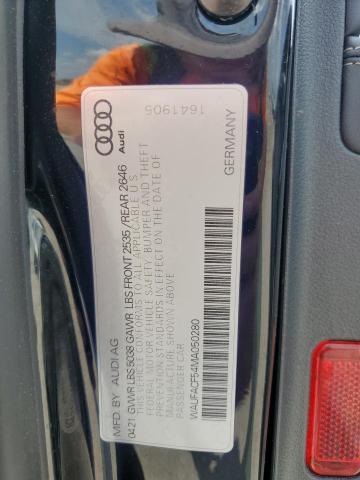 Audi
1641905
MFD. BY AUDI AG
0421 GVWR LBS 5038 GAWR LBS FRONT 2535 /REAR 2646
THIS VEHICLE CONFORMS TO ALL APPLICABLE U S
FEDERAL MOTOR VEHICLE SAFETY, BUMPER AND THEFT
PREVENTION STANDARDS IN EFFECT ON THE DATE OF
MANUFACTURE SHOWN ABOVE
PASSENGER CAR
WAUFACF54MA050280
GERMANY